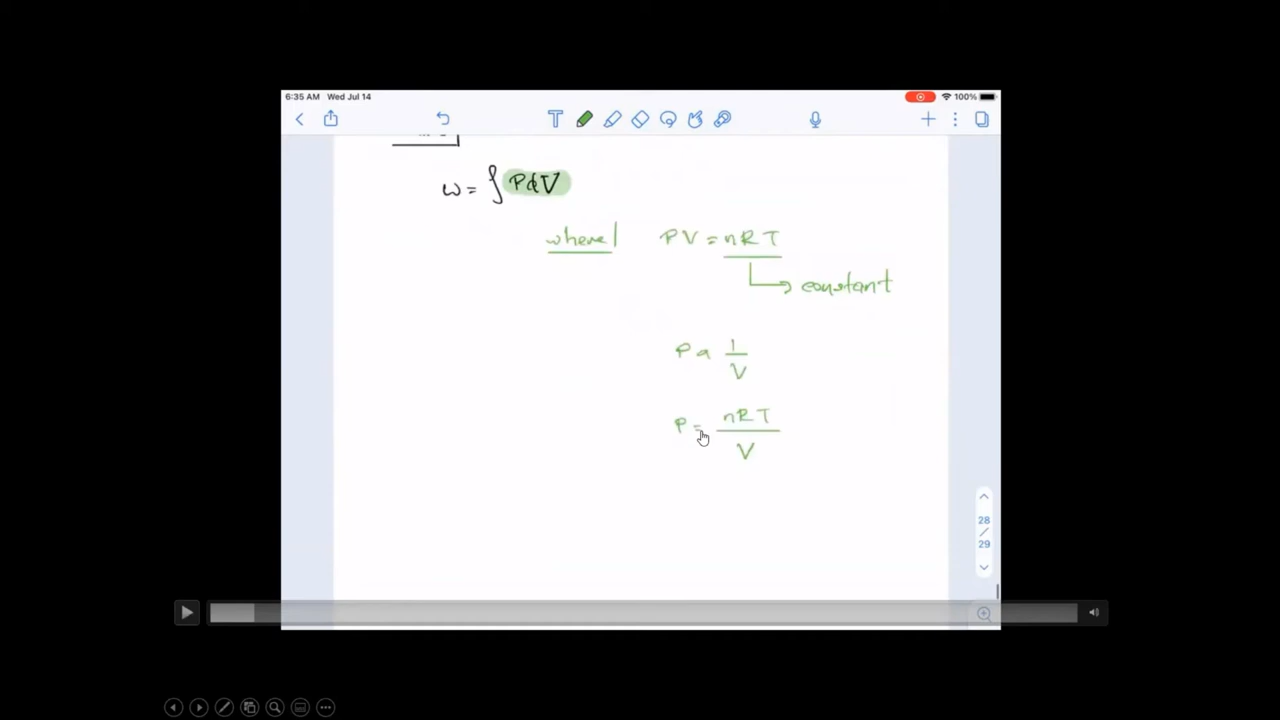 6:35 AM Wed Jul 14
100%
w = ∫ PdV
where PV = nRT
constant
P α 1/V
P = nRT/V
28
/
29